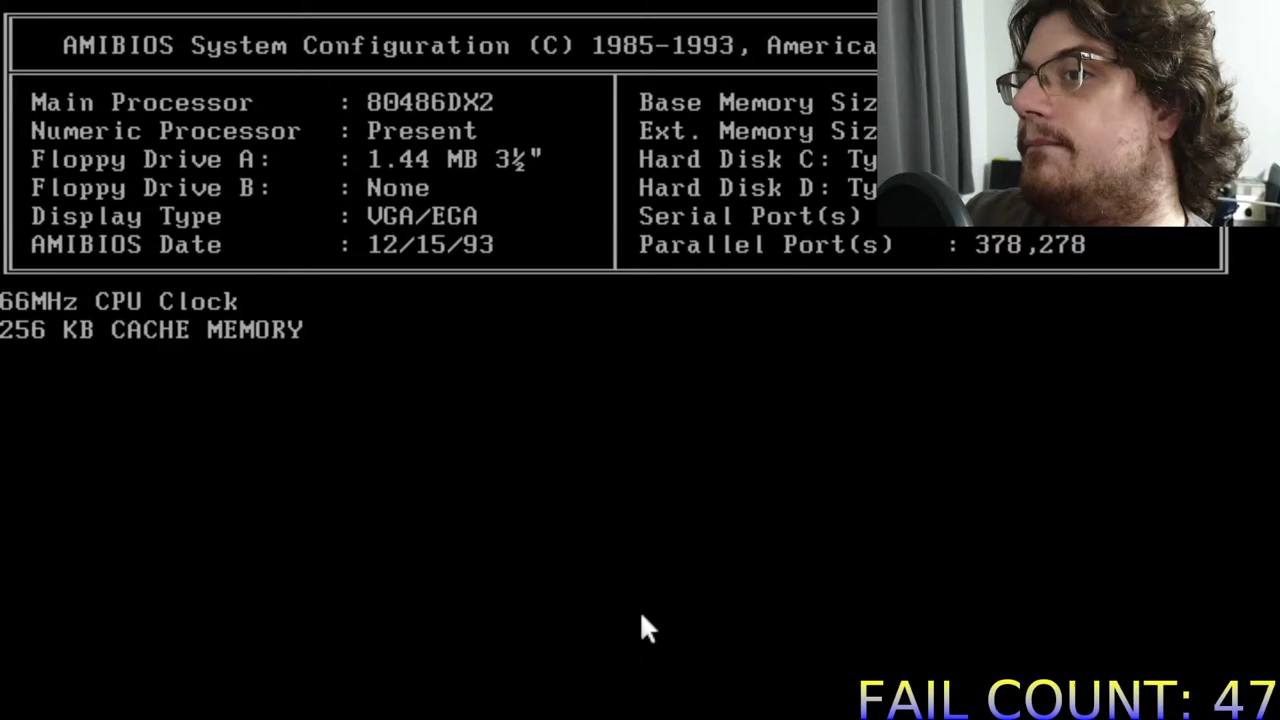 AMIBIOS System Configuration (C) 1985-1993, America
Main Processor : 80486DX2
Numeric Processor : Present
Floppy Drive A: : 1.44 MB 3½"
Floppy Drive B: : None
Display Type : VGA/EGA
AMIBIOS Date : 12/15/93
Base Memory Siz
Ext. Memory Siz
Hard Disk C: Ty
Hard Disk D: Ty
Serial Port(s)
Parallel Port(s) : 378,278
66MHz CPU Clock
256 KB CACHE MEMORY
FAIL COUNT: 47